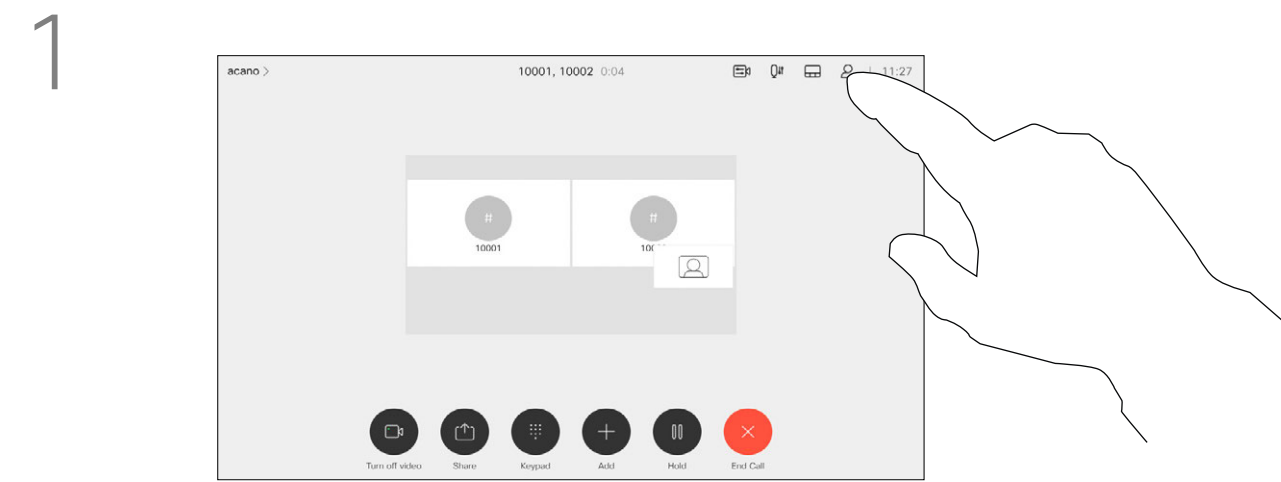 1
acano >
10001, 10002 0:04
11:27
#
#
10001
Turn off video
Share
Keypad
Add
Hold
End Call